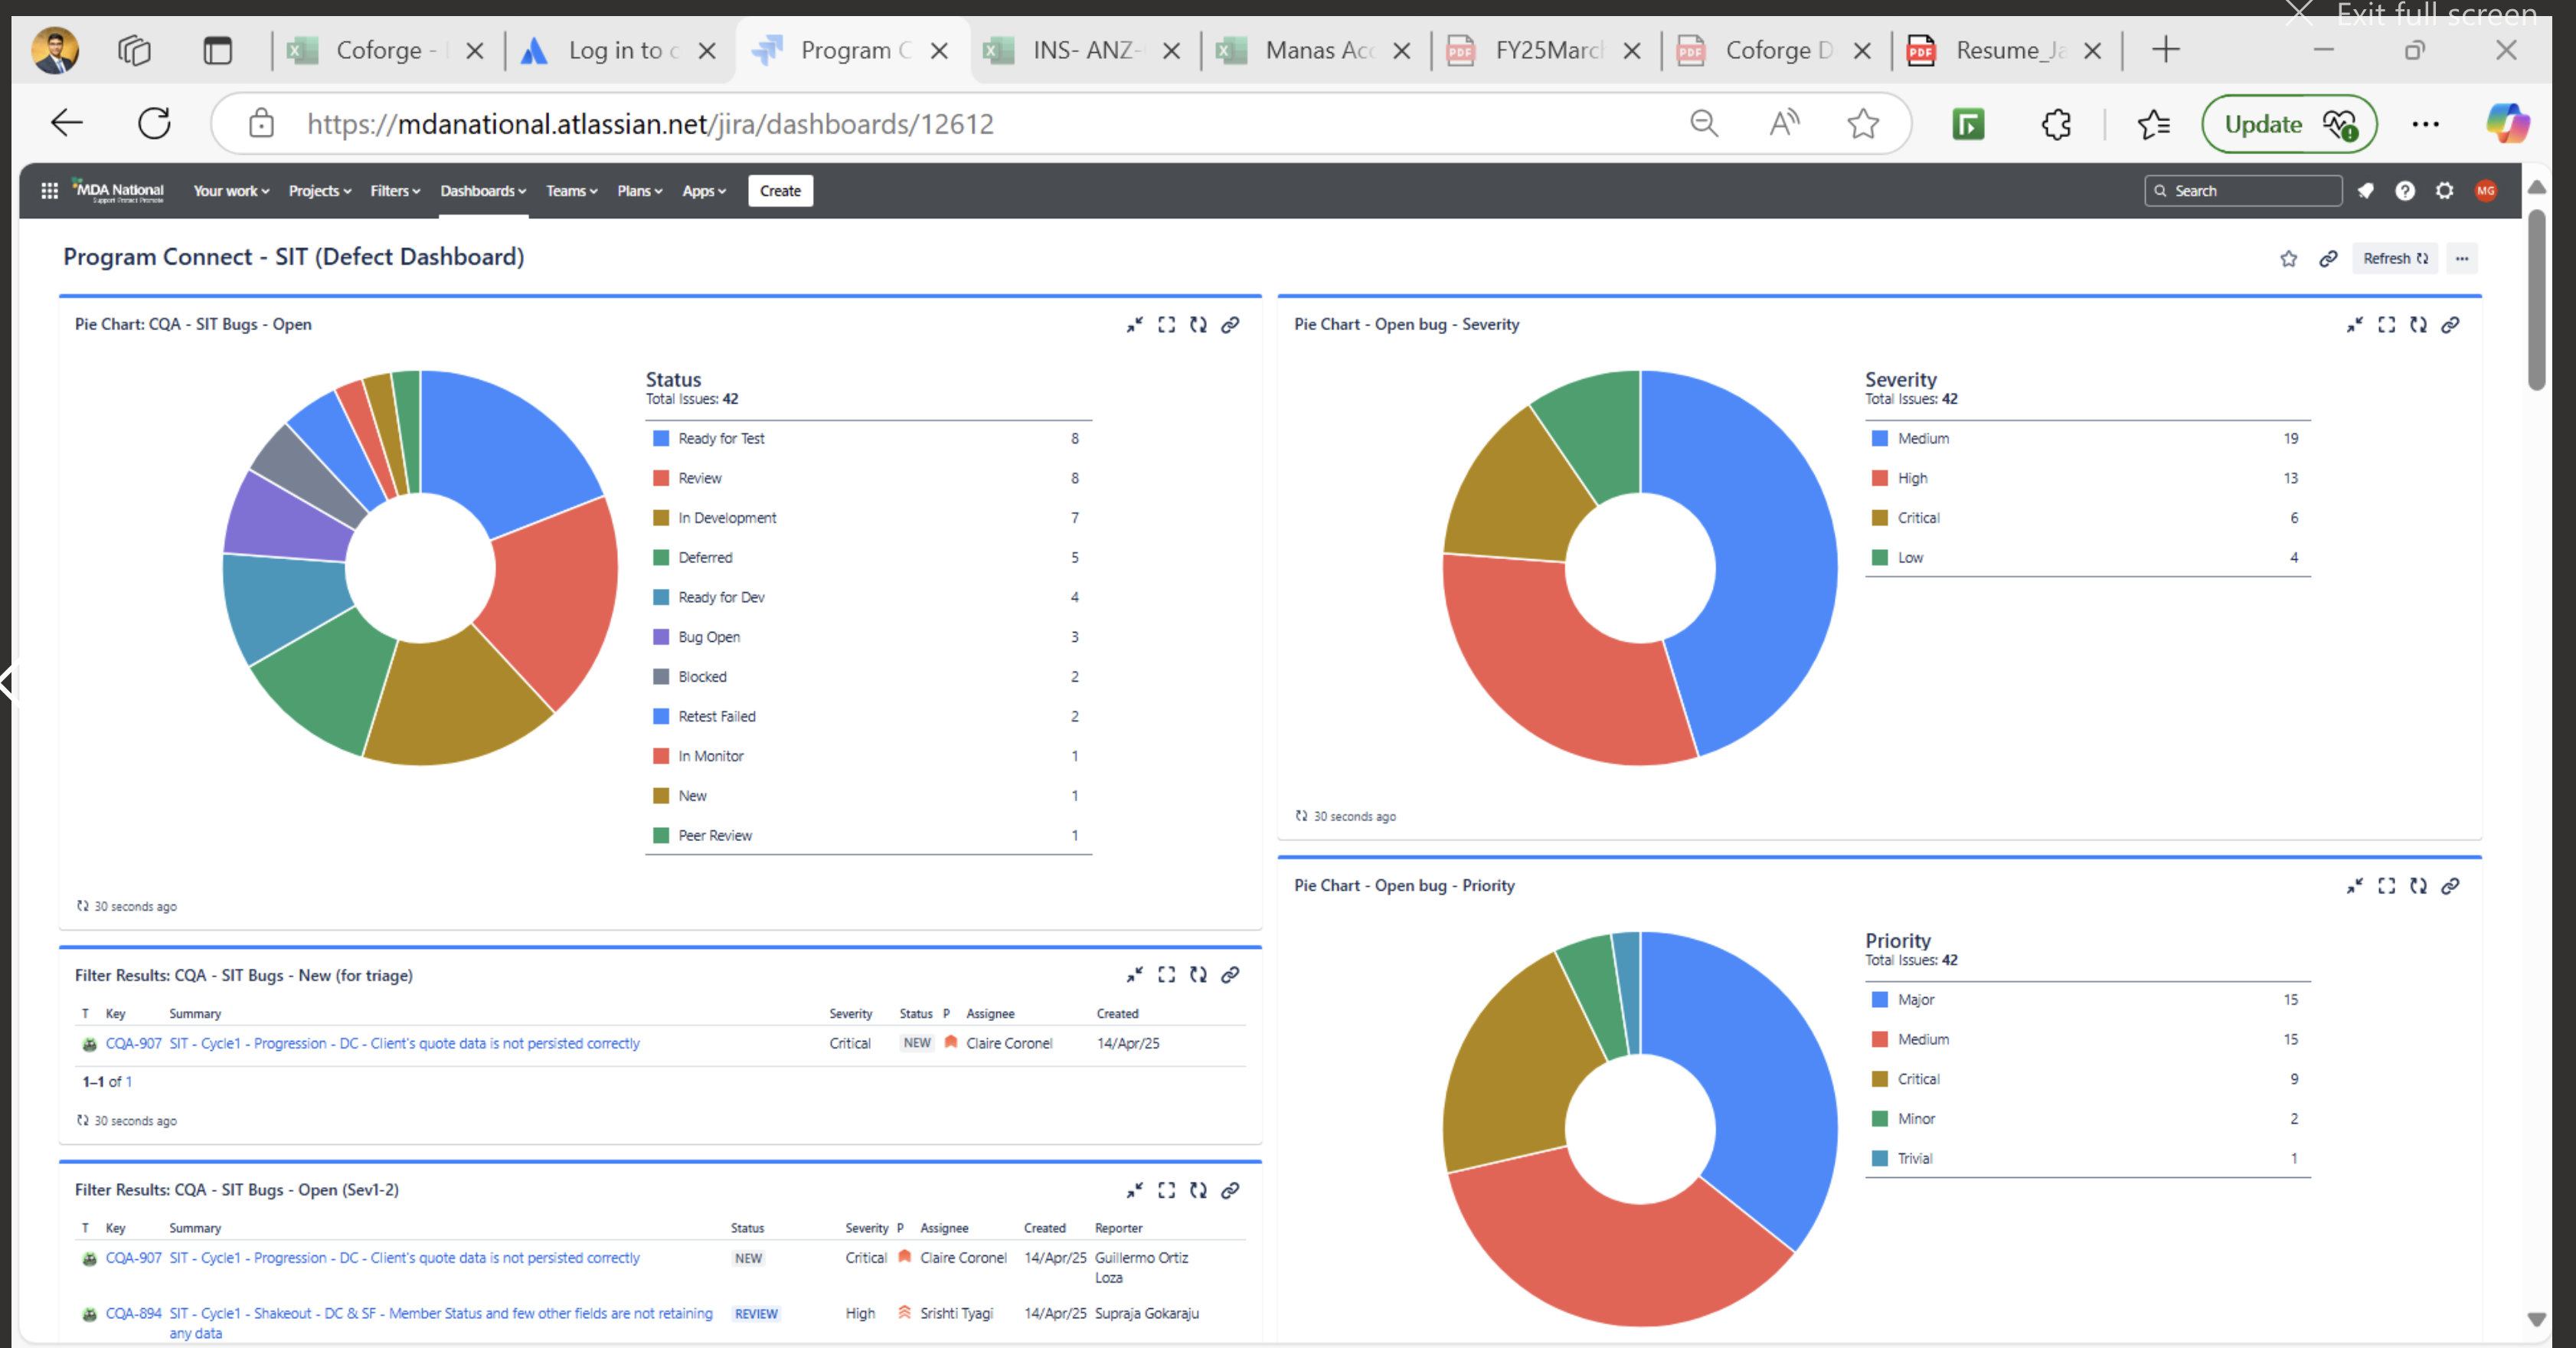 Exit full screen
Coforge -
Log in to c
Program C
INS- ANZ-
Manas Acc
FY25March
Coforge D
Resume_Ja
https://mdanational.atlassian.net/jira/dashboards/12612
Update
MDA National
Support Protect Promote
Your work
Projects
Filters
Dashboards
Teams
Plans
Apps
Create
Search
MG
Program Connect - SIT (Defect Dashboard)
Refresh
Pie Chart: CQA - SIT Bugs - Open
Status
Total Issues: 42
Ready for Test 8
Review 8
In Development 7
Deferred 5
Ready for Dev 4
Bug Open 3
Blocked 2
Retest Failed 2
In Monitor 1
New 1
Peer Review 1
30 seconds ago
Filter Results: CQA - SIT Bugs - New (for triage)
T Key Summary Severity Status P Assignee Created
CQA-907 SIT - Cycle1 - Progression - DC - Client's quote data is not persisted correctly Critical NEW Claire Coronel 14/Apr/25
1–1 of 1
30 seconds ago
Filter Results: CQA - SIT Bugs - Open (Sev1-2)
T Key Summary Status Severity P Assignee Created Reporter
CQA-907 SIT - Cycle1 - Progression - DC - Client's quote data is not persisted correctly NEW Critical Claire Coronel 14/Apr/25 Guillermo Ortiz
Loza
CQA-894 SIT - Cycle1 - Shakeout - DC & SF - Member Status and few other fields are not retaining REVIEW High Srishti Tyagi 14/Apr/25 Supraja Gokaraju
any data
Pie Chart - Open bug - Severity
Severity
Total Issues: 42
Medium 19
High 13
Critical 6
Low 4
30 seconds ago
Pie Chart - Open bug - Priority
Priority
Total Issues: 42
Major 15
Medium 15
Critical 9
Minor 2
Trivial 1